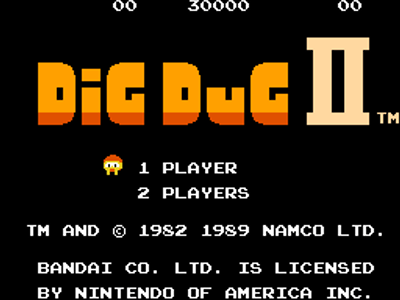 00 30000 00
DiG DuG II TM
1 PLAYER
2 PLAYERS
TM AND © 1982 1989 NAMCO LTD.
BANDAI CO. LTD. IS LICENSED
BY NINTENDO OF AMERICA INC.